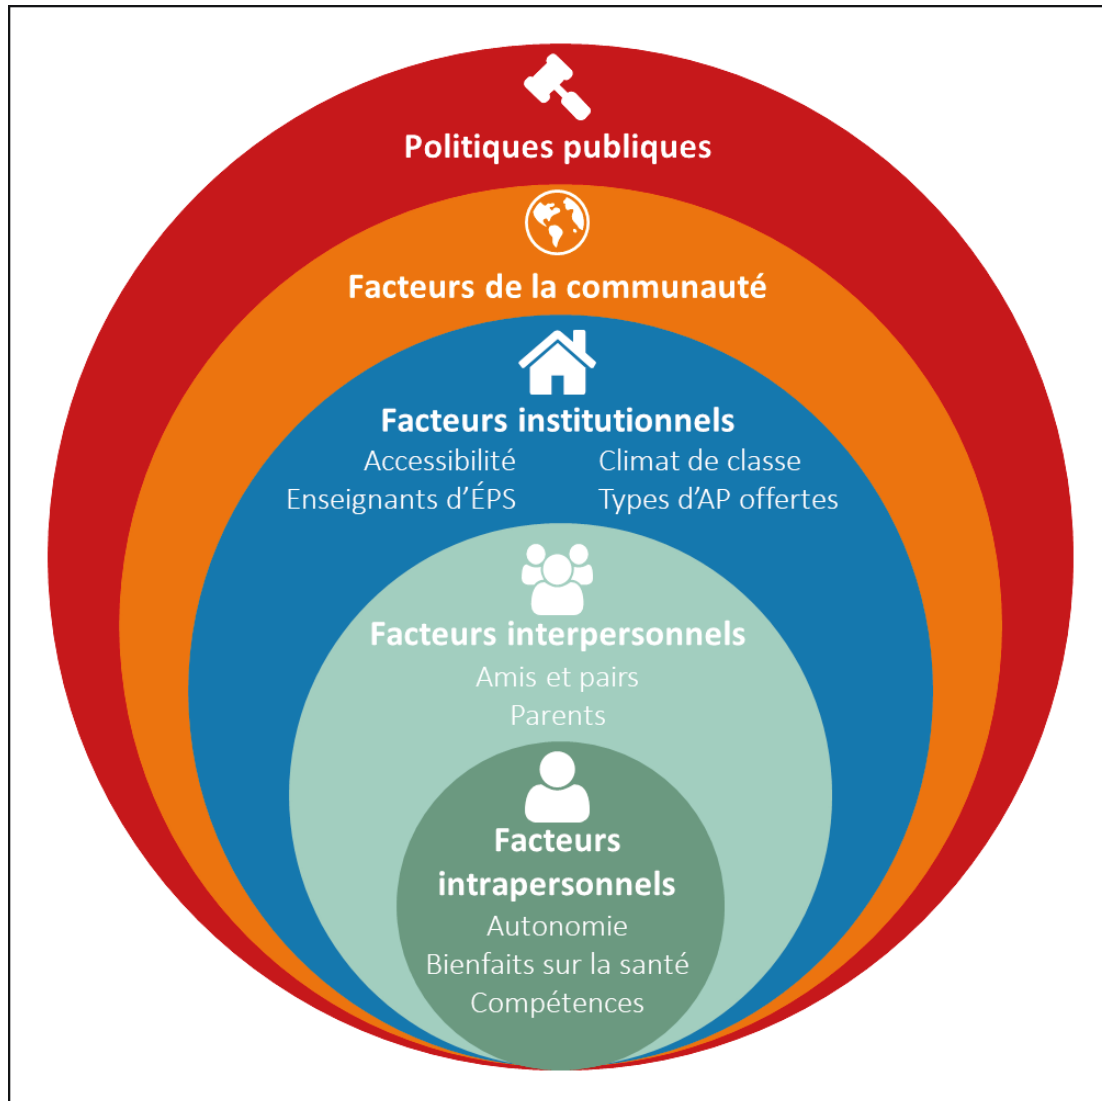 Politiques publiques
Facteurs de la communauté
Facteurs institutionnels
Accessibilité Climat de classe
Enseignants d'ÉPS Types d'AP offertes
Facteurs interpersonnels
Amis et pairs
Parents
Facteurs
intrapersonnels
Autonomie
Bienfaits sur la santé
Compétences